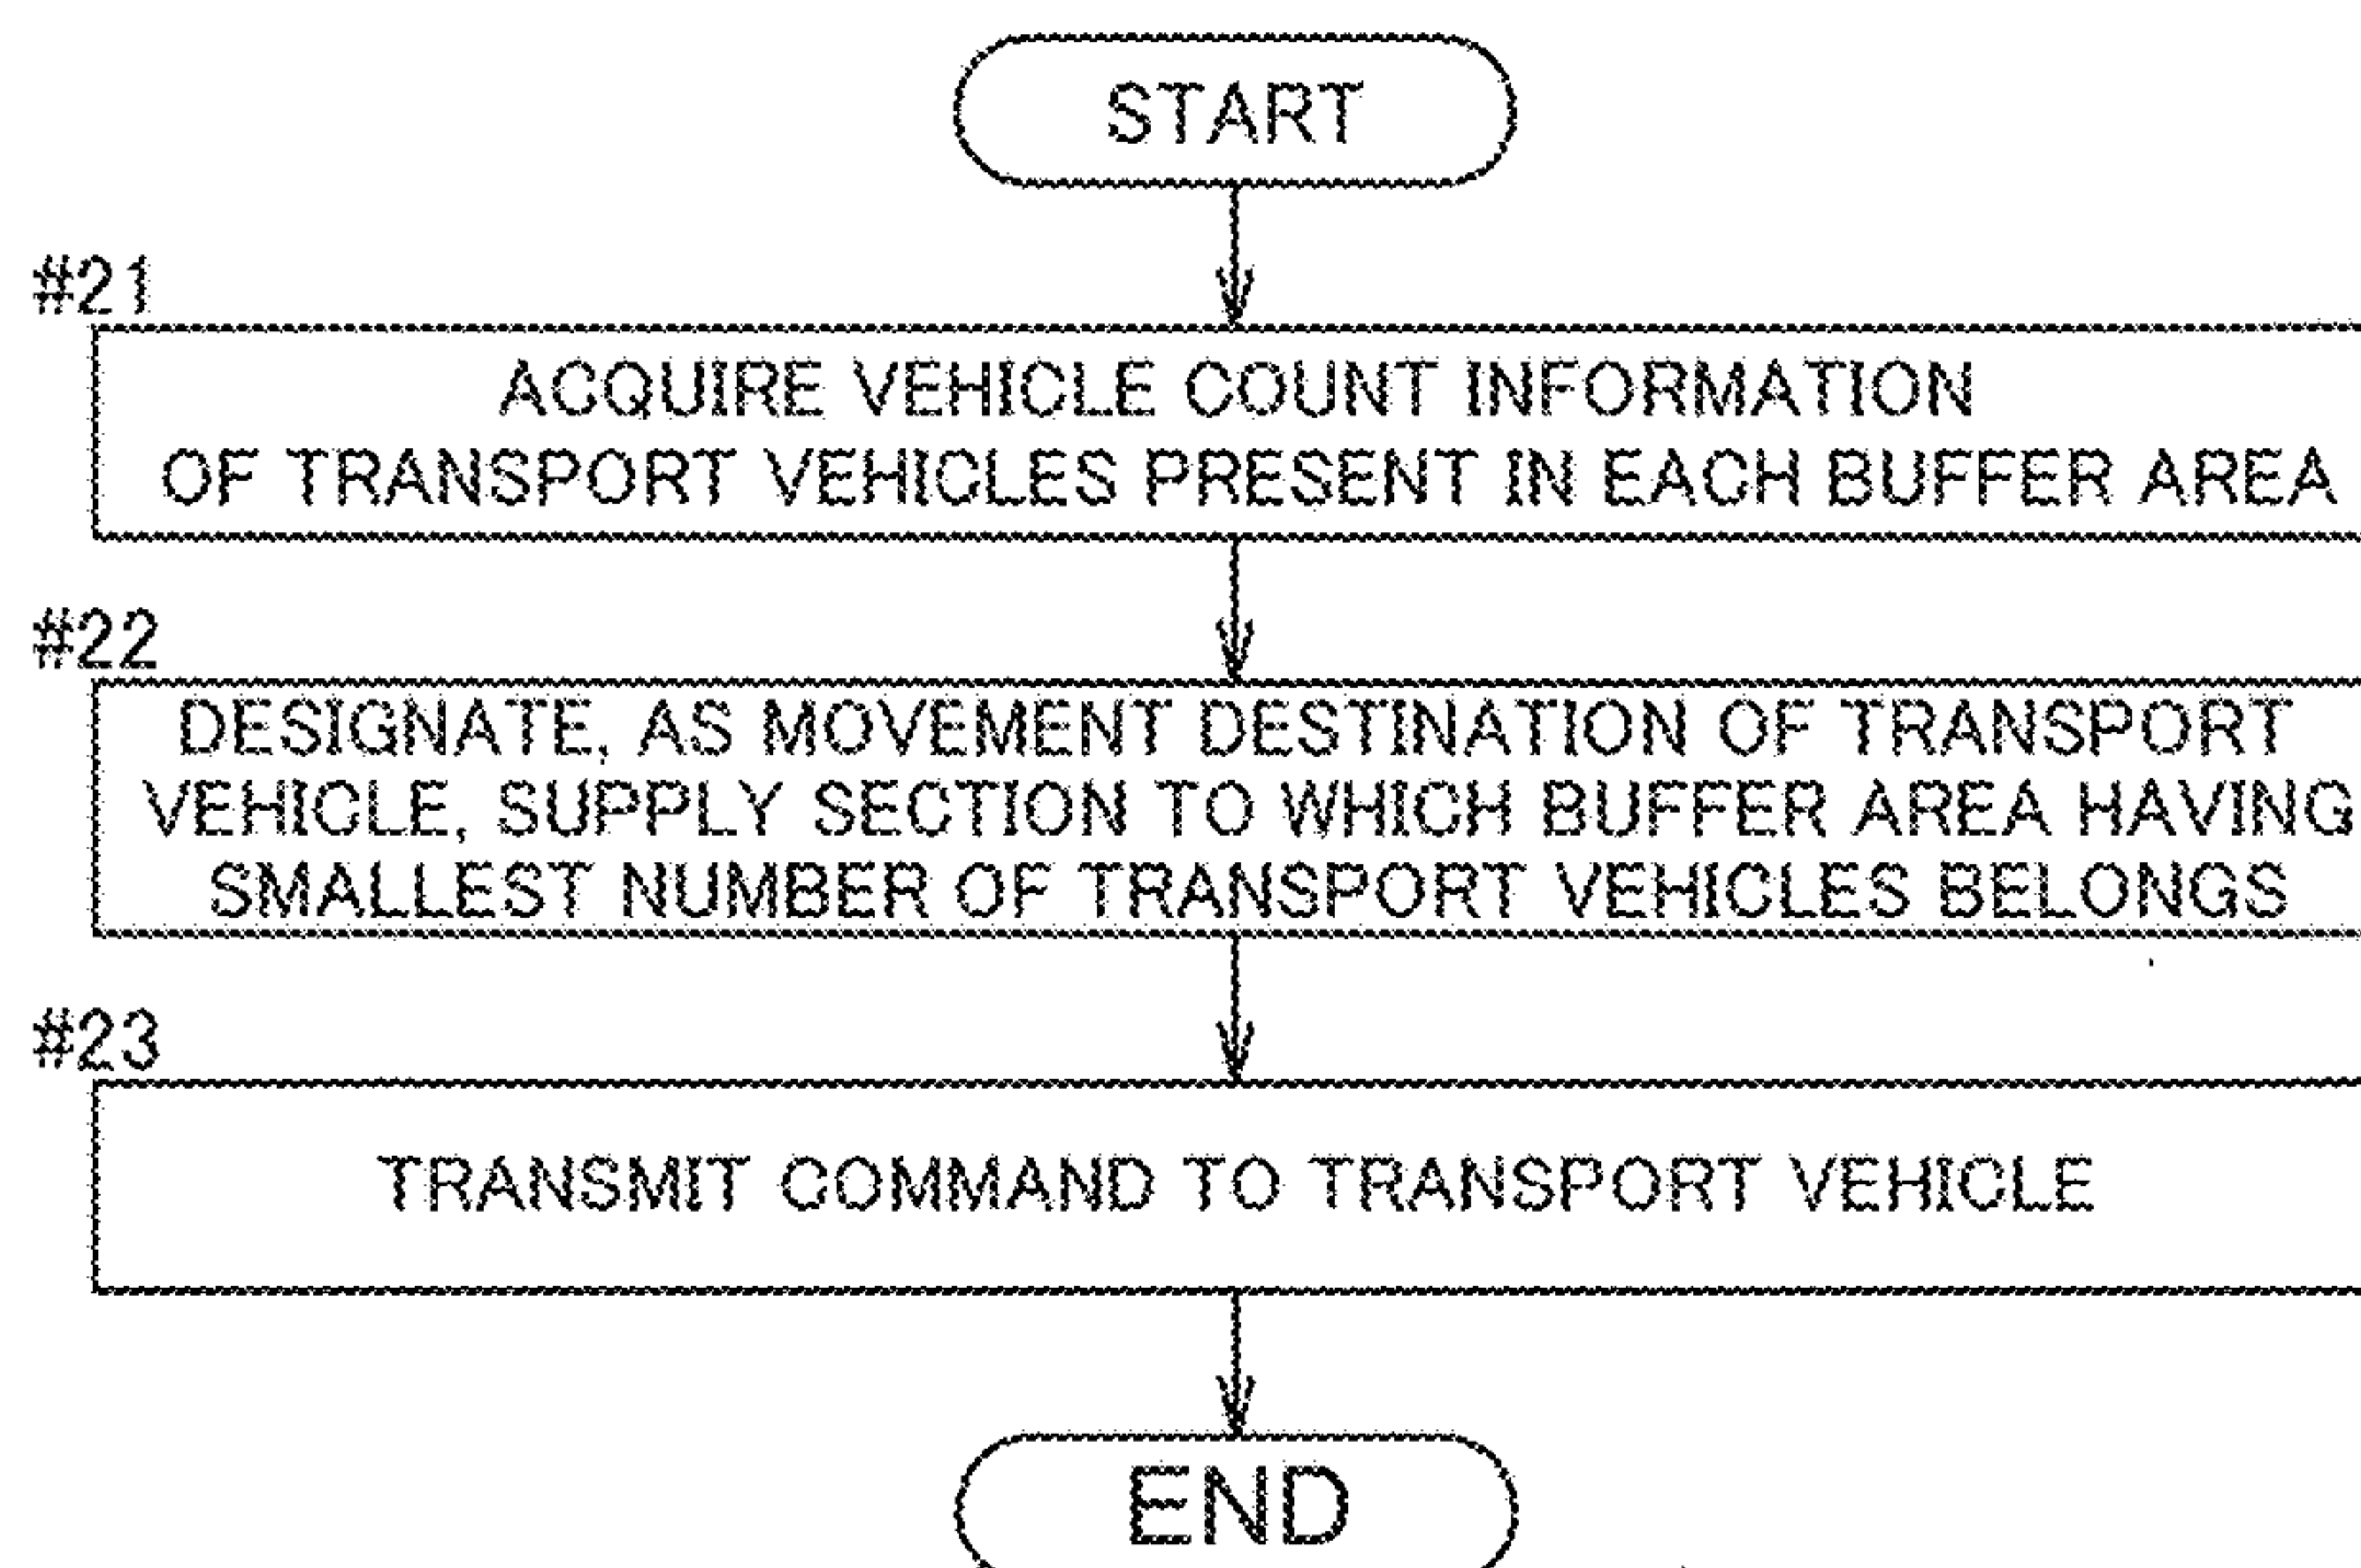 START
#21
ACQUIRE VEHICLE COUNT INFORMATION
OF TRANSPORT VEHICLES PRESENT IN EACH BUFFER AREA
#22
DESIGNATE, AS MOVEMENT DESTINATION OF TRANSPORT
VEHICLE, SUPPLY SECTION TO WHICH BUFFER AREA HAVING
SMALLEST NUMBER OF TRANSPORT VEHICLES BELONGS
#23
TRANSMIT COMMAND TO TRANSPORT VEHICLE
END